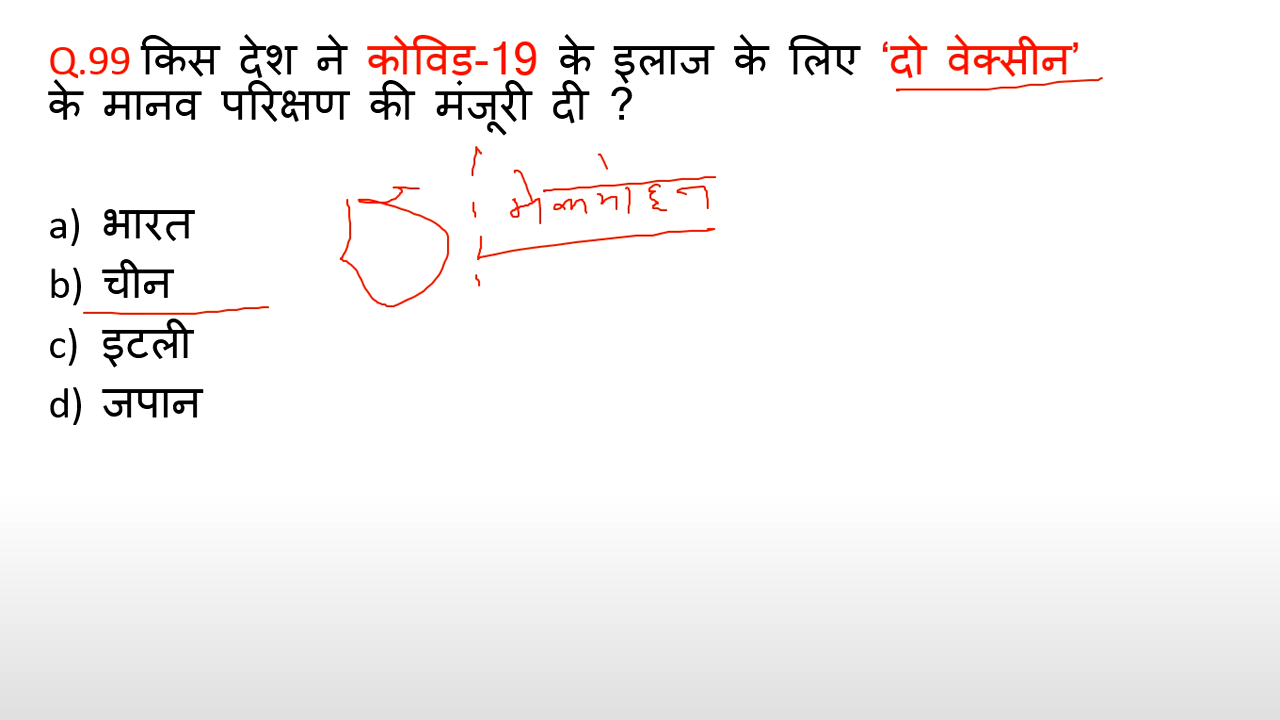 Q.99 किस देश ने कोविड-19 के इलाज के लिए ‘दो वेक्सीन’
के मानव परिक्षण की मंजूरी दी ?
a) भारत
b) चीन
c) इटली
d) जपान